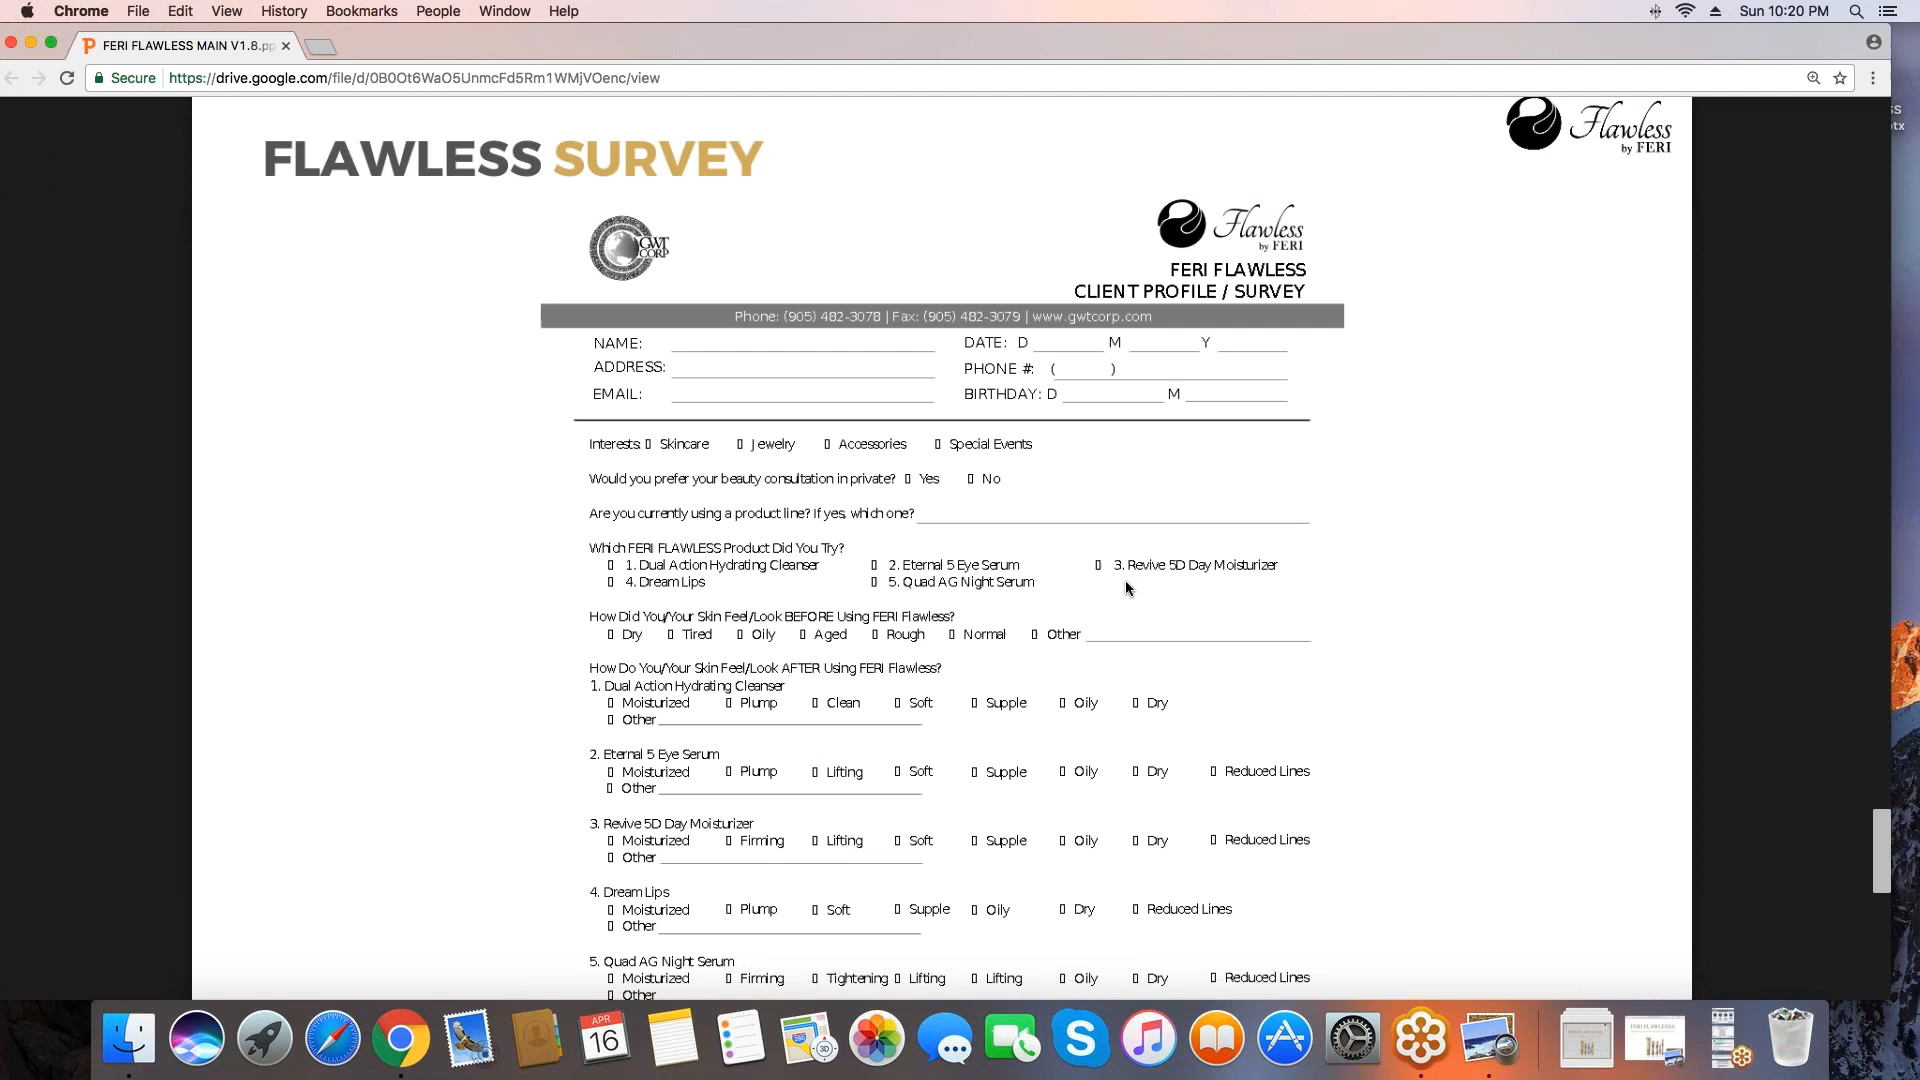 Chrome File Edit View History Bookmarks People Window Help Sun 10:20 PM
FERI FLAWLESS MAIN V1.8.pp
Secure https://drive.google.com/file/d/0B0Ot6WaO5UnmcFd5Rm1WMjVOenc/view
FLAWLESS SURVEY
Flawless
by FERI
GWT
CORP
Flawless
by FERI
FERI FLAWLESS
CLIENT PROFILE / SURVEY
Phone: (905) 482-3078 | Fax: (905) 482-3079 | www.gwtcorp.com
NAME: DATE: D M Y
ADDRESS: PHONE #: ( )
EMAIL: BIRTHDAY: D M
Interests: Skincare Jewelry Accessories Special Events
Would you prefer your beauty consultation in private? Yes No
Are you currently using a product line? If yes, which one?
Which FERI FLAWLESS Product Did You Try?
1. Dual Action Hydrating Cleanser 2. Eternal 5 Eye Serum 3. Revive 5D Day Moisturizer
4. Dream Lips 5. Quad AG Night Serum
How Did You/Your Skin Feel/Look BEFORE Using FERI Flawless?
Dry Tired Oily Aged Rough Normal Other
How Do You/Your Skin Feel/Look AFTER Using FERI Flawless?
1. Dual Action Hydrating Cleanser
Moisturized Plump Clean Soft Supple Oily Dry
Other
2. Eternal 5 Eye Serum
Moisturized Plump Lifting Soft Supple Oily Dry Reduced Lines
Other
3. Revive 5D Day Moisturizer
Moisturized Firming Lifting Soft Supple Oily Dry Reduced Lines
Other
4. Dream Lips
Moisturized Plump Soft Supple Oily Dry Reduced Lines
Other
5. Quad AG Night Serum
Moisturized Firming Tightening Lifting Lifting Oily Dry Reduced Lines
Other
APR
16